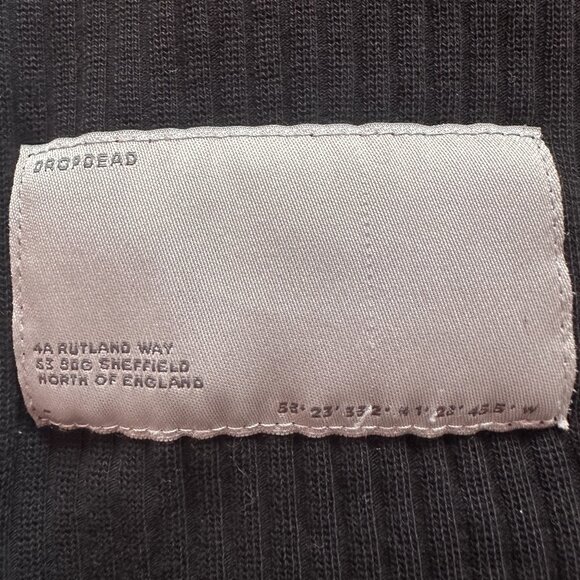 DROPDEAD
4A RUTLAND WAY
S3 8DG SHEFFIELD
NORTH OF ENGLAND
53° 23' 33.2" N 1° 28' 45.5" W